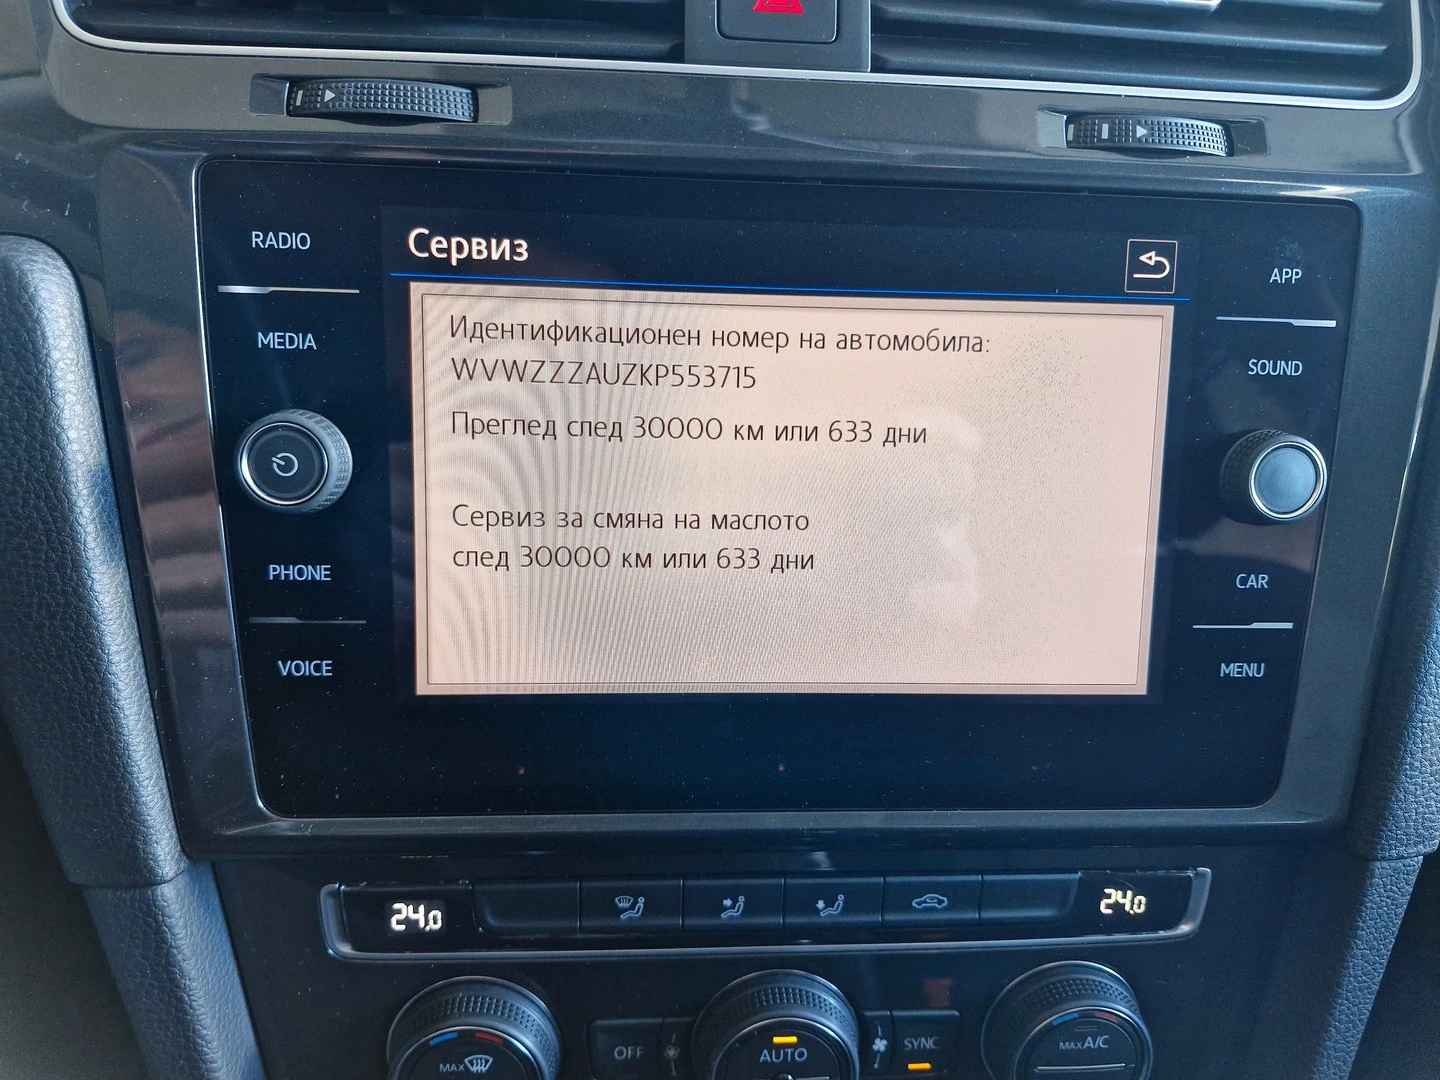 RADIO
MEDIA
PHONE
VOICE
Сервиз
Идентификационен номер на автомобила:
WVWZZZAUZKP553715
Преглед след 30000 км или 633 дни
Сервиз за смяна на маслото
след 30000 км или 633 дни
APP
SOUND
CAR
MENU
24.0
24.0
MAX
OFF
AUTO
SYNC
MAX A/C